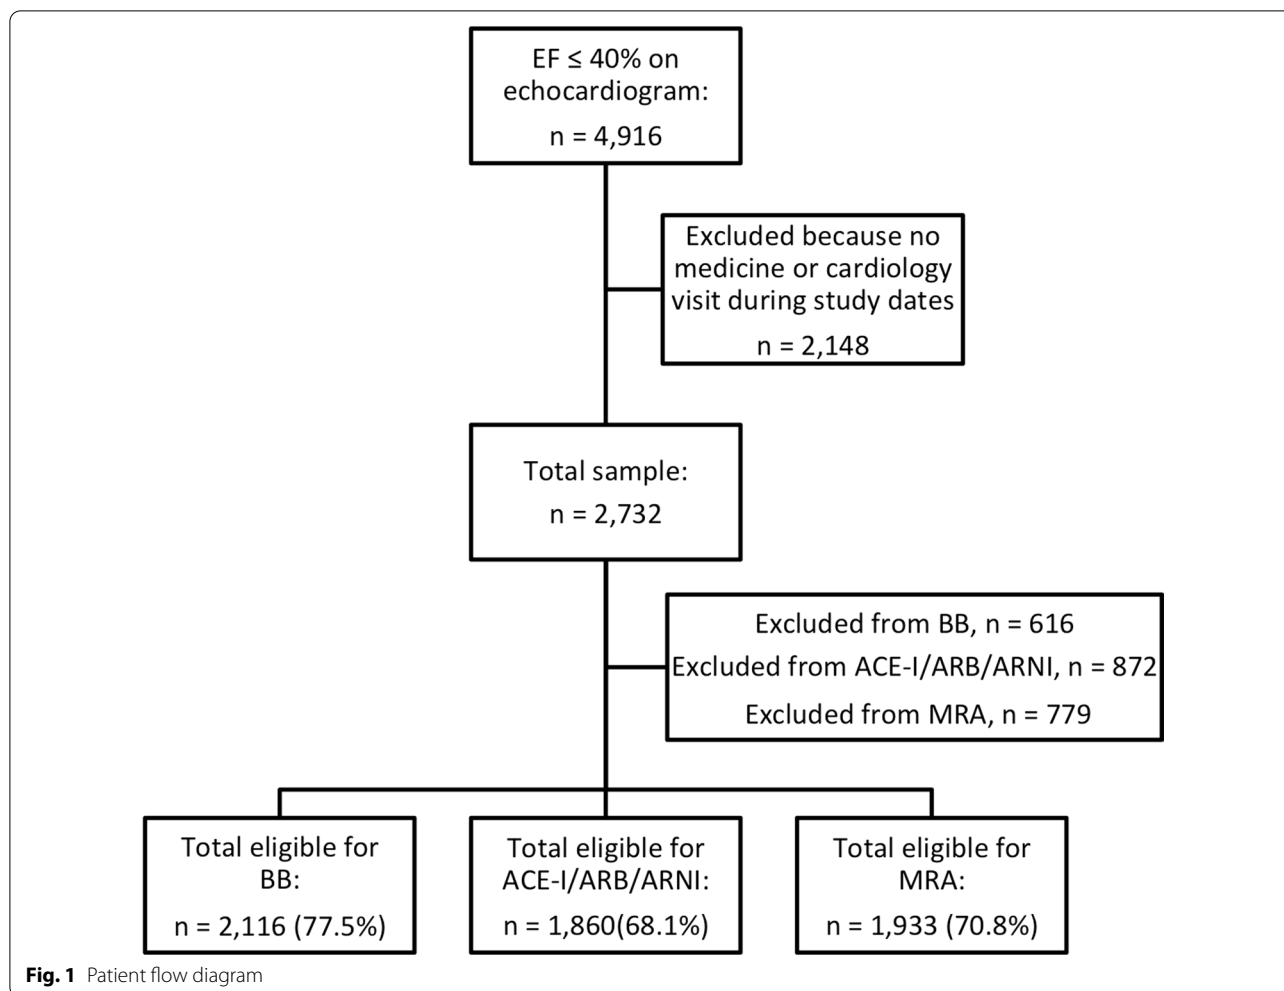 EF ≤ 40% on
echocardiogram:
n = 4,916
Excluded because no
medicine or cardiology
visit during study dates
n = 2,148
Total sample:
n = 2,732
Excluded from BB, n = 616
Excluded from ACE-I/ARB/ARNI, n = 872
Excluded from MRA, n = 779
Total eligible for
BB:
n = 2,116 (77.5%)
Total eligible for
ACE-I/ARB/ARNI:
n = 1,860(68.1%)
Total eligible for
MRA:
n = 1,933 (70.8%)
Fig. 1 Patient flow diagram